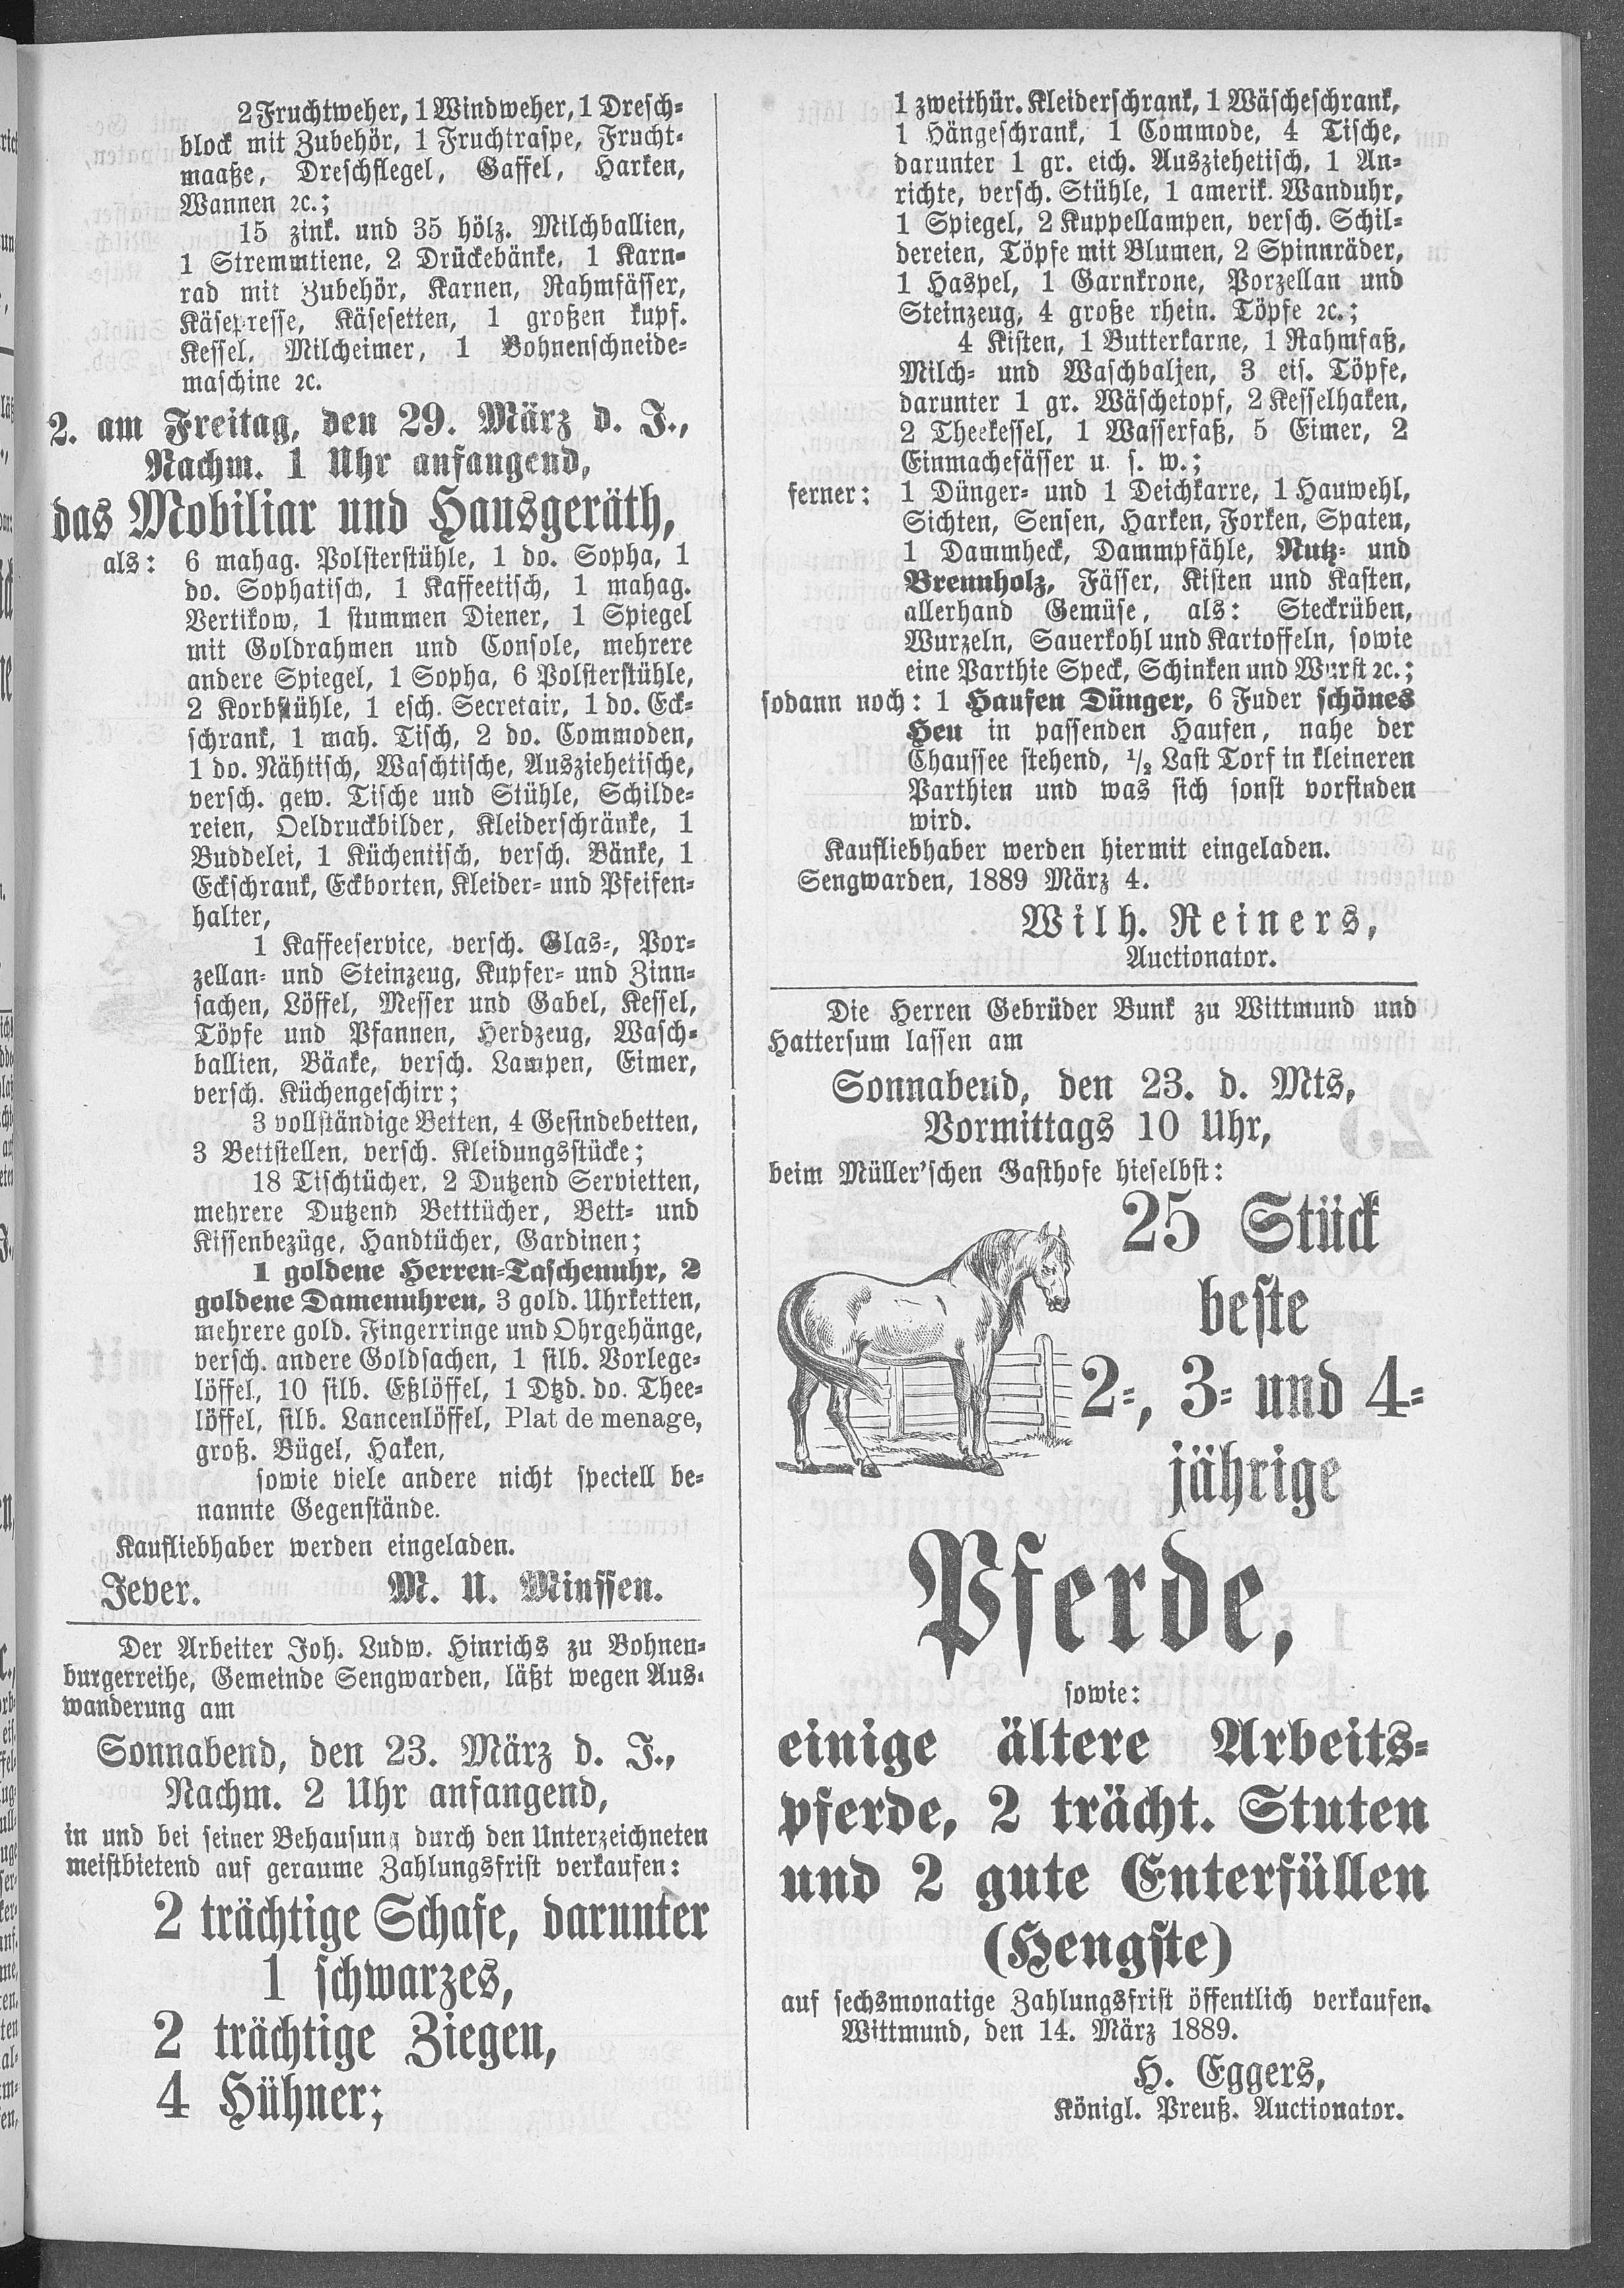 2 Fruchtweher, 1 Windweher, 1 Dresch-
block mit Zubehör, 1 Fruchtraspe, Frucht-
maaße, Dreschflegel, Gaffel, Harken,
Wannen ꝛc.;
15 zink. und 35 hölz. Milchballien,
1 Stremmtiene, 2 Drückebänke, 1 Karn-
rad mit Zubehör, Karnen, Rahmfässer,
Käsepresse, Käsesetten, 1 großen kupf.
Kessel, Milcheimer, 1 Bohnenschneide-
maschine ꝛc.
2. am Freitag, den 29. März d. J.,
Nachm. 1 Uhr anfangend,
das Mobiliar und Hausgeräth,
als: 6 mahag. Polsterstühle, 1 do. Sopha, 1
do. Sophatisch, 1 Kaffeetisch, 1 mahag.
Vertikow, 1 stummen Diener, 1 Spiegel
mit Goldrahmen und Console, mehrere
andere Spiegel, 1 Sopha, 6 Polsterstühle,
2 Korbstühle, 1 esch. Secretair, 1 do. Eck-
schrank, 1 mah. Tisch, 2 do. Commoden,
1 do. Nähtisch, Waschtische, Ausziehetische,
versch. gew. Tische und Stühle, Schilde-
reien, Oeldruckbilder, Kleiderschränke, 1
Buddelei, 1 Küchentisch, versch. Bänke, 1
Eckschrank, Eckborten, Kleider- und Pfeifen-
halter,
1 Kaffeeservice, versch. Glas-, Por-
zellan- und Steinzeug, Kupfer- und Zinn-
sachen, Löffel, Messer und Gabel, Kessel,
Töpfe und Pfannen, Herdzeug, Wasch-
ballien, Bänke, versch. Lampen, Eimer,
versch. Küchengeschirr;
3 vollständige Betten, 4 Gesindebetten,
3 Bettstellen, versch. Kleidungsstücke;
18 Tischtücher, 2 Dutzend Servietten,
mehrere Dutzend Betttücher, Bett- und
Kissenbezüge, Handtücher, Gardinen;
1 goldene Herren-Taschenuhr, 2
goldene Damenuhren, 3 gold. Uhrketten,
mehrere gold. Fingerringe und Ohrgehänge,
versch. andere Goldsachen, 1 silb. Vorlege-
löffel, 10 silb. Eßlöffel, 1 Dtzd. do. Thee-
löffel, silb. Lancenlöffel, Plat de menage,
groß. Bügel, Haken,
sowie viele andere nicht speciell be-
nannte Gegenstände.
Kaufliebhaber werden eingeladen.
Jever. M. U. Minssen.
Der Arbeiter Joh. Ludw. Hinrichs zu Bohnen-
burgerreihe, Gemeinde Sengwarden, läßt wegen Aus-
wanderung am
Sonnabend, den 23. März d. J.,
Nachm. 2 Uhr anfangend,
in und bei seiner Behausung durch den Unterzeichneten
meistbietend auf geraume Zahlungsfrist verkaufen:
2 trächtige Schafe, darunter
1 schwarzes,
2 trächtige Ziegen,
4 Hühner;
1 zweithür. Kleiderschrank, 1 Wäscheschrank,
1 Hängeschrank, 1 Commode, 4 Tische,
darunter 1 gr. eich. Ausziehetisch, 1 An-
richte, versch. Stühle, 1 amerik. Wanduhr,
1 Spiegel, 2 Kuppellampen, versch. Schil-
dereien, Töpfe mit Blumen, 2 Spinnräder,
1 Haspel, 1 Garnkrone, Porzellan und
Steinzeug, 4 große rhein. Töpfe ꝛc.;
4 Kisten, 1 Butterkarne, 1 Rahmfaß,
Milch- und Waschbaljen, 3 eis. Töpfe,
darunter 1 gr. Wäschetopf, 2 Kesselhaken,
2 Theekessel, 1 Wasserfaß, 5 Eimer, 2
Einmachefässer u. s. w.;
ferner: 1 Dünger- und 1 Deichkarre, 1 Hauwehl,
Sichten, Sensen, Harken, Forken, Spaten,
1 Dammheck, Dammpfähle, Nutz- und
Brennholz, Fässer, Kisten und Kasten,
allerhand Gemüse, als: Steckrüben,
Wurzeln, Sauerkohl und Kartoffeln, sowie
eine Parthie Speck, Schinken und Wurst ꝛc.;
sodann noch: 1 Haufen Dünger, 6 Fuder schönes
Heu in passenden Haufen, nahe der
Chaussee stehend, 1/2 Last Torf in kleineren
Parthien und was sich sonst vorfinden
wird.
Kaufliebhaber werden hiermit eingeladen.
Sengwarden, 1889 März 4.
Wilh. Reiners,
Auctionator.
Die Herren Gebrüder Bunk zu Wittmund und
Hattersum lassen am
Sonnabend, den 23. d. Mts,
Vormittags 10 Uhr,
beim Müller'schen Gasthofe hieselbst:
25 Stück
beste
2-, 3- und 4-
jährige
Pferde,
sowie:
einige ältere Arbeits-
pferde, 2 trächt. Stuten
und 2 gute Enterfüllen
(Hengste)
auf sechsmonatige Zahlungsfrist öffentlich verkaufen.
Wittmund, den 14. März 1889.
H. Eggers,
Königl. Preuß. Auctionator.